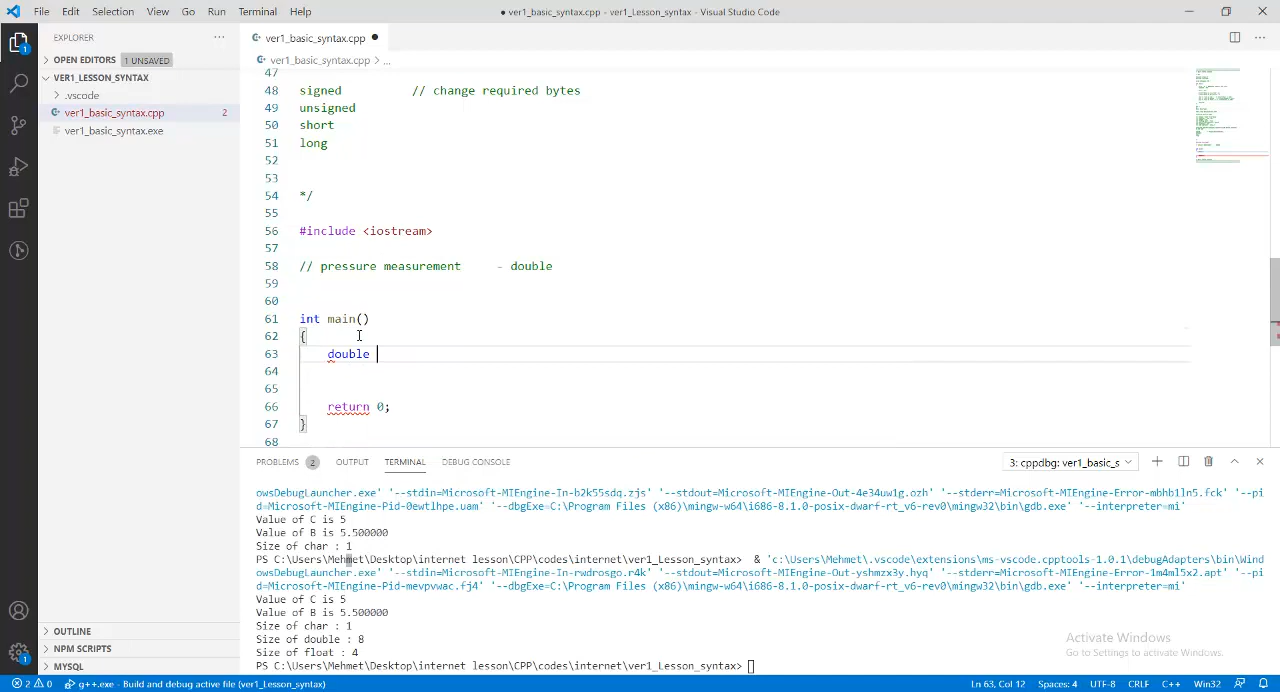 File Edit Selection View Go Run Terminal Help ● ver1_basic_syntax.cpp - ver1_Lesson_syntax - Visual Studio Code
EXPLORER ···
OPEN EDITORS 1 UNSAVED
VER1_LESSON_SYNTAX
.vscode
ver1_basic_syntax.cpp 2
ver1_basic_syntax.exe
OUTLINE
NPM SCRIPTS
MYSQL
ver1_basic_syntax.cpp ●
ver1_basic_syntax.cpp > ...
47
48 signed // change required bytes
49 unsigned
50 short
51 long
52
53
54 */
55
56 #include <iostream>
57
58 // pressure measurement - double
59
60
61 int main()
62 {
63 double
64
65
66 return 0;
67 }
68
PROBLEMS 2 OUTPUT TERMINAL DEBUG CONSOLE 3: cppdbg: ver1_basic_s
owsDebugLauncher.exe' '--stdin=Microsoft-MIEngine-In-b2k55sdq.zjs' '--stdout=Microsoft-MIEngine-Out-4e34uw1g.ozh' '--stderr=Microsoft-MIEngine-Error-mbhb1ln5.fck' '--pi
d=Microsoft-MIEngine-Pid-0ewtlhpe.uam' '--dbgExe=C:\Program Files (x86)\mingw-w64\i686-8.1.0-posix-dwarf-rt_v6-rev0\mingw32\bin\gdb.exe' '--interpreter=mi'
Value of C is 5
Value of B is 5.500000
Size of char : 1
PS C:\Users\Mehmet\Desktop\internet lesson\CPP\codes\internet\ver1_Lesson_syntax> & 'c:\Users\Mehmet\.vscode\extensions\ms-vscode.cpptools-1.0.1\debugAdapters\bin\Wind
owsDebugLauncher.exe' '--stdin=Microsoft-MIEngine-In-rwdrosgo.r4k' '--stdout=Microsoft-MIEngine-Out-yshmzx3y.hyq' '--stderr=Microsoft-MIEngine-Error-1m4ml5x2.apt' '--pi
d=Microsoft-MIEngine-Pid-mevpvwac.fj4' '--dbgExe=C:\Program Files (x86)\mingw-w64\i686-8.1.0-posix-dwarf-rt_v6-rev0\mingw32\bin\gdb.exe' '--interpreter=mi'
Value of C is 5
Value of B is 5.500000
Size of char : 1
Size of double : 8
Size of float : 4
PS C:\Users\Mehmet\Desktop\internet lesson\CPP\codes\internet\ver1_Lesson_syntax>
Activate Windows
Go to Settings to activate Windows.
2 0 g++.exe - Build and debug active file (ver1_Lesson_syntax) Ln 63, Col 12 Spaces: 4 UTF-8 CRLF C++ Win32